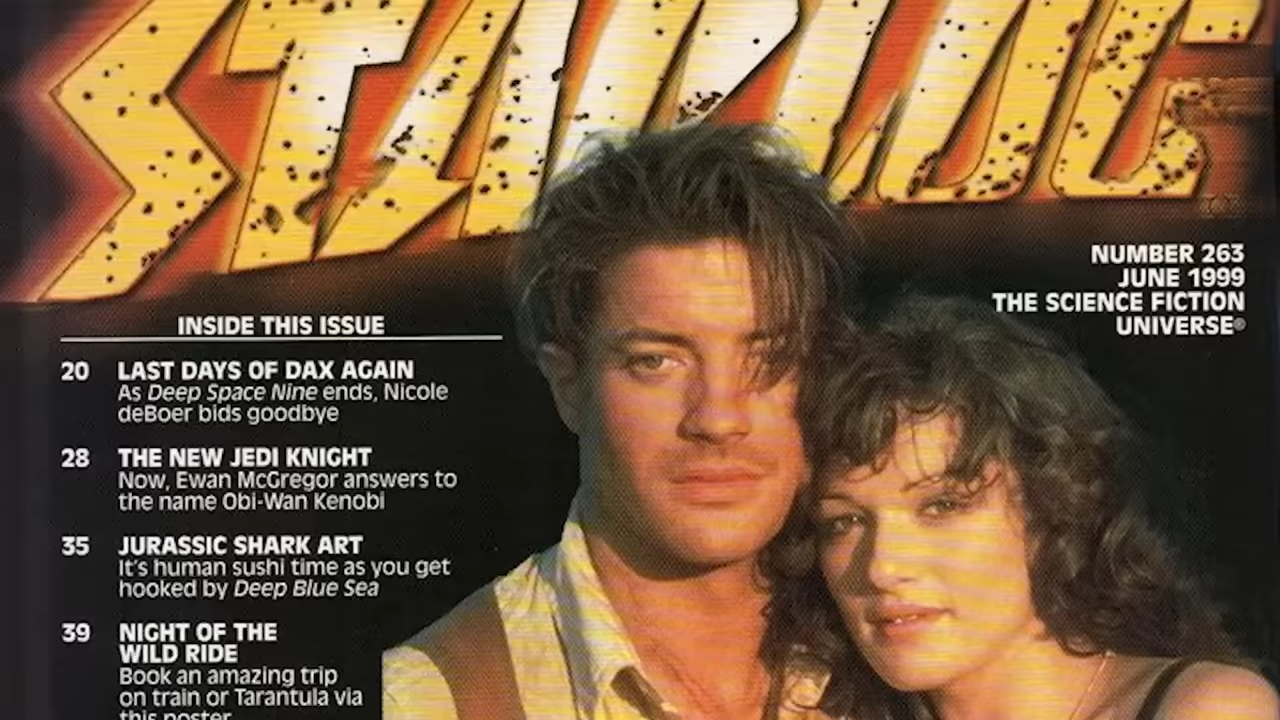 STARLOG
NUMBER 263
JUNE 1999
THE SCIENCE FICTION
UNIVERSE®
INSIDE THIS ISSUE
20 LAST DAYS OF DAX AGAIN
As Deep Space Nine ends, Nicole
deBoer bids goodbye
28 THE NEW JEDI KNIGHT
Now, Ewan McGregor answers to
the name Obi-Wan Kenobi
35 JURASSIC SHARK ART
It's human sushi time as you get
hooked by Deep Blue Sea
39 NIGHT OF THE
WILD RIDE
Book an amazing trip
on train or Tarantula via
this poster